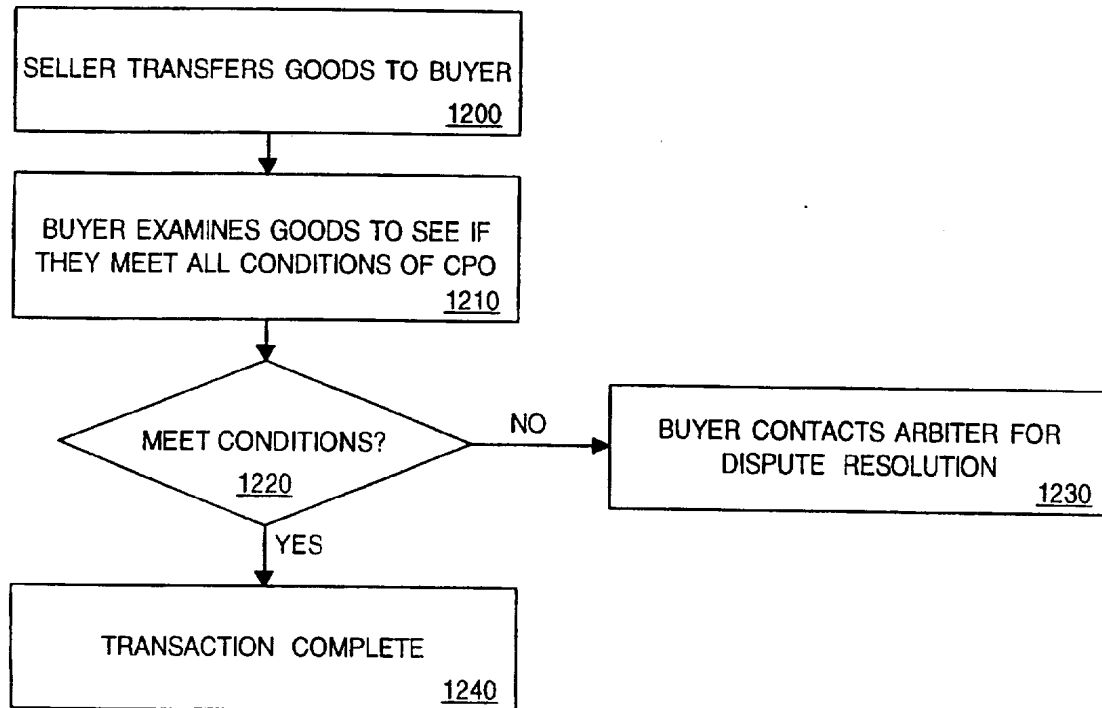 SELLER TRANSFERS GOODS TO BUYER
1200
BUYER EXAMINES GOODS TO SEE IF
THEY MEET ALL CONDITIONS OF CPO
1210
MEET CONDITIONS?
1220
NO
BUYER CONTACTS ARBITER FOR
DISPUTE RESOLUTION
1230
YES
TRANSACTION COMPLETE
1240